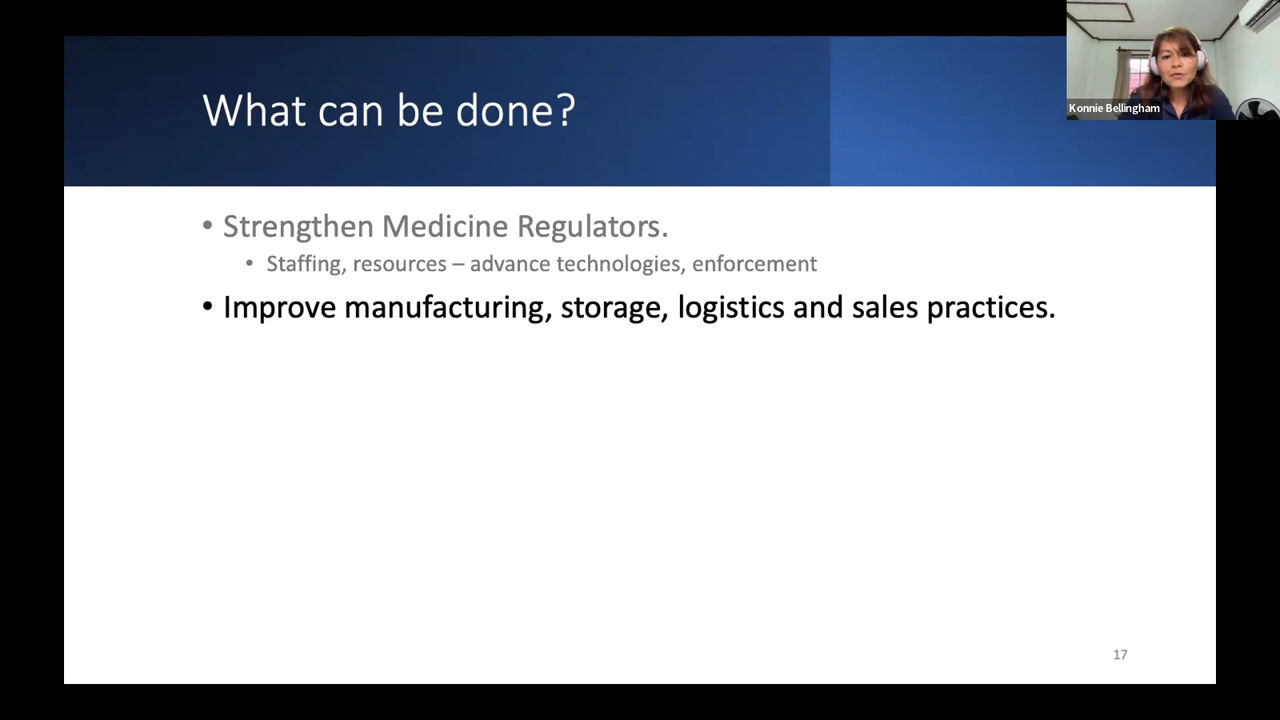 What can be done?
Konnie Bellingham
• Strengthen Medicine Regulators.
• Staffing, resources – advance technologies, enforcement
• Improve manufacturing, storage, logistics and sales practices.
17